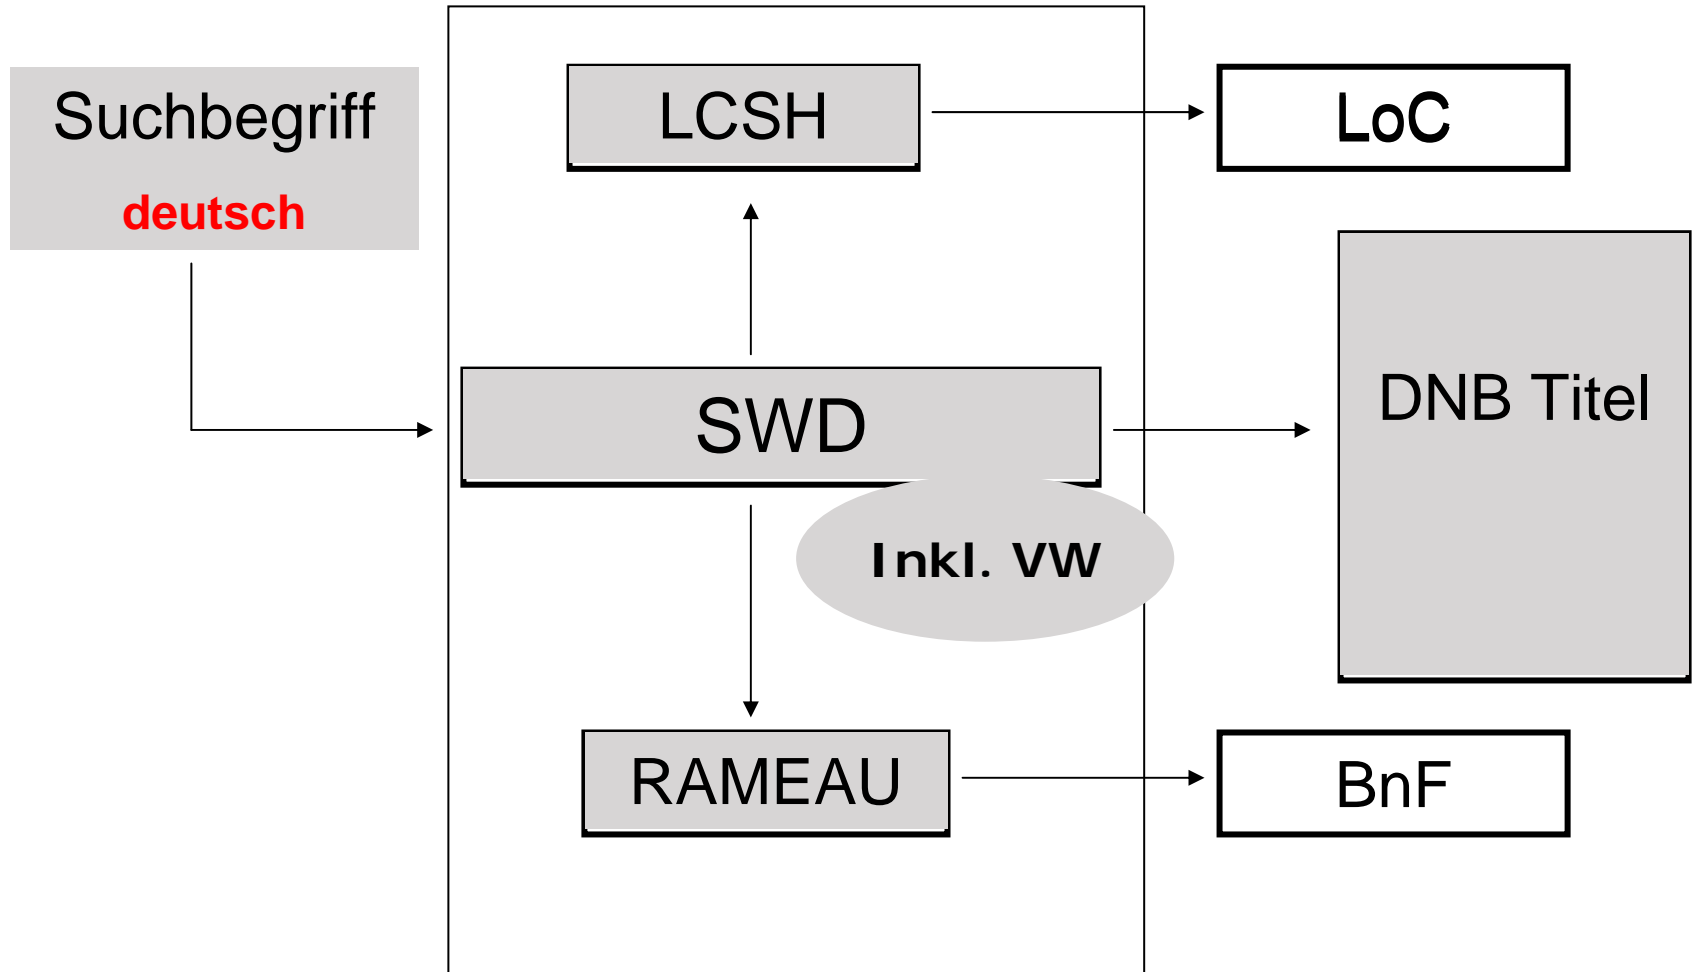 Suchbegriff
deutsch
LCSH
LoC
SWD
DNB Titel
Inkl. VW
RAMEAU
BnF